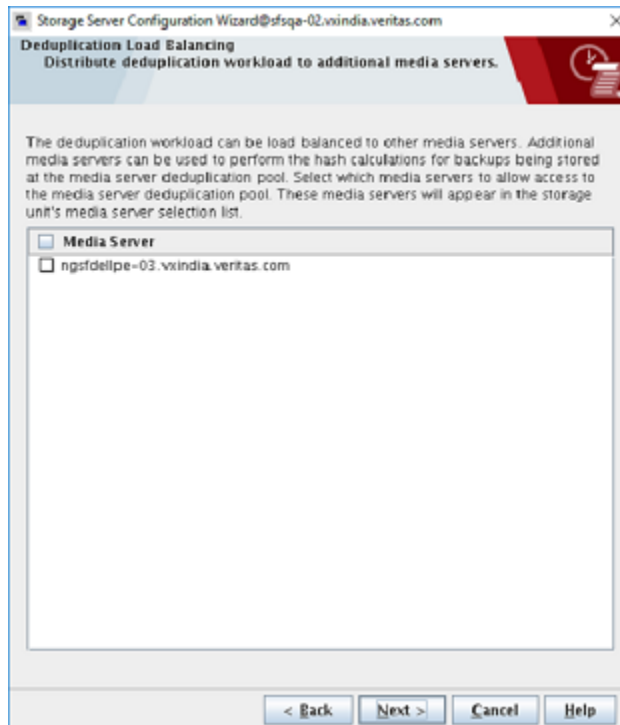 Storage Server Configuration Wizard@sfsqa-02.vxindia.veritas.com
Deduplication Load Balancing
Distribute deduplication workload to additional media servers.
The deduplication workload can be load balanced to other media servers. Additional
media servers can be used to perform the hash calculations for backups being stored
at the media server deduplication pool. Select which media servers to allow access to
the media server deduplication pool. These media servers will appear in the storage
unit's media server selection list.
Media Server
ngsfdellpe-03.vxindia.veritas.com
< Back Next > Cancel Help